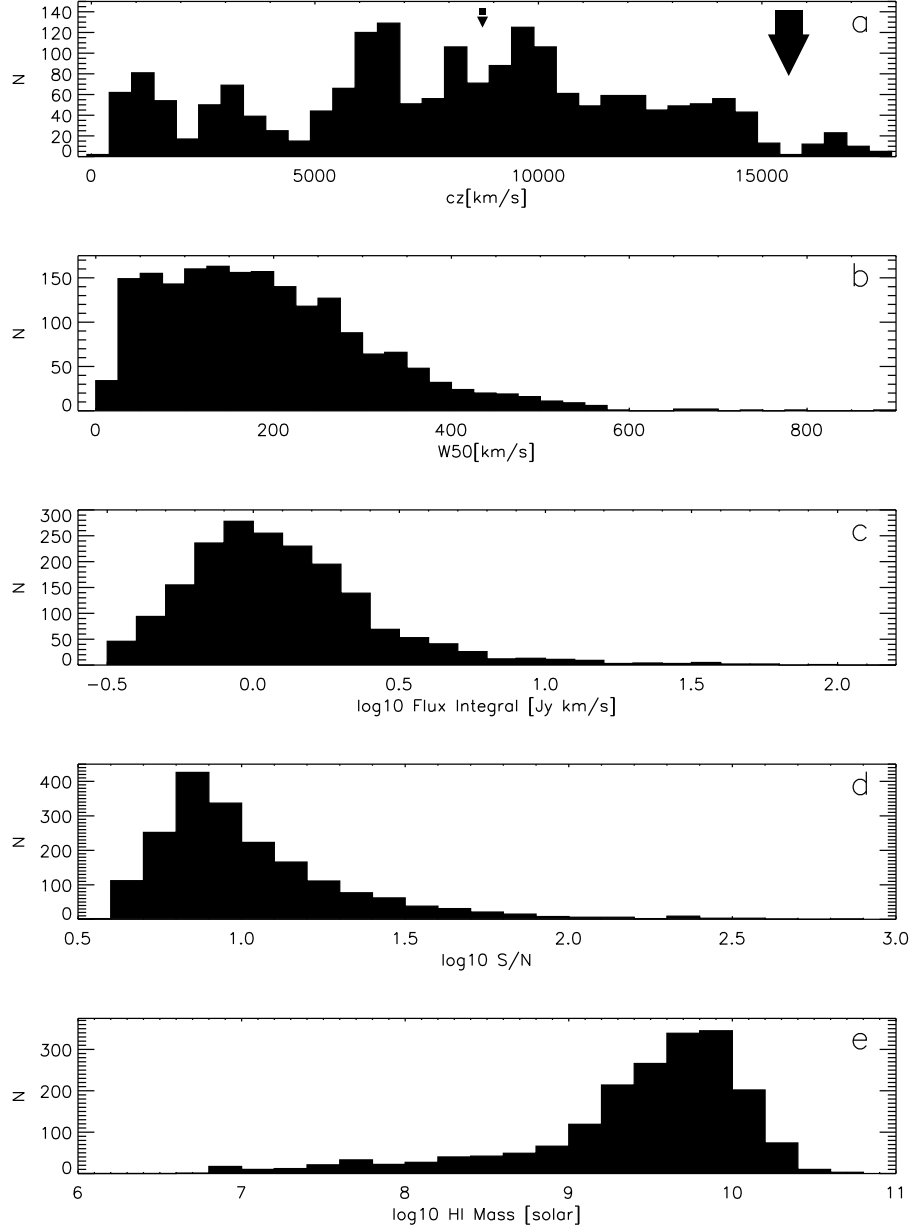 140
120
100
80
60
40
20
0
N
a
0 5000 10000 15000
cz[km/s]
150
100
50
0
N
b
0 200 400 600 800
W50[km/s]
300
250
200
150
100
50
0
N
c
−0.5 0.0 0.5 1.0 1.5 2.0
log10 Flux Integral [Jy km/s]
400
300
200
100
0
N
d
0.5 1.0 1.5 2.0 2.5 3.0
log10 S/N
300
200
100
0
N
e
6 7 8 9 10 11
log10 HI Mass [solar]